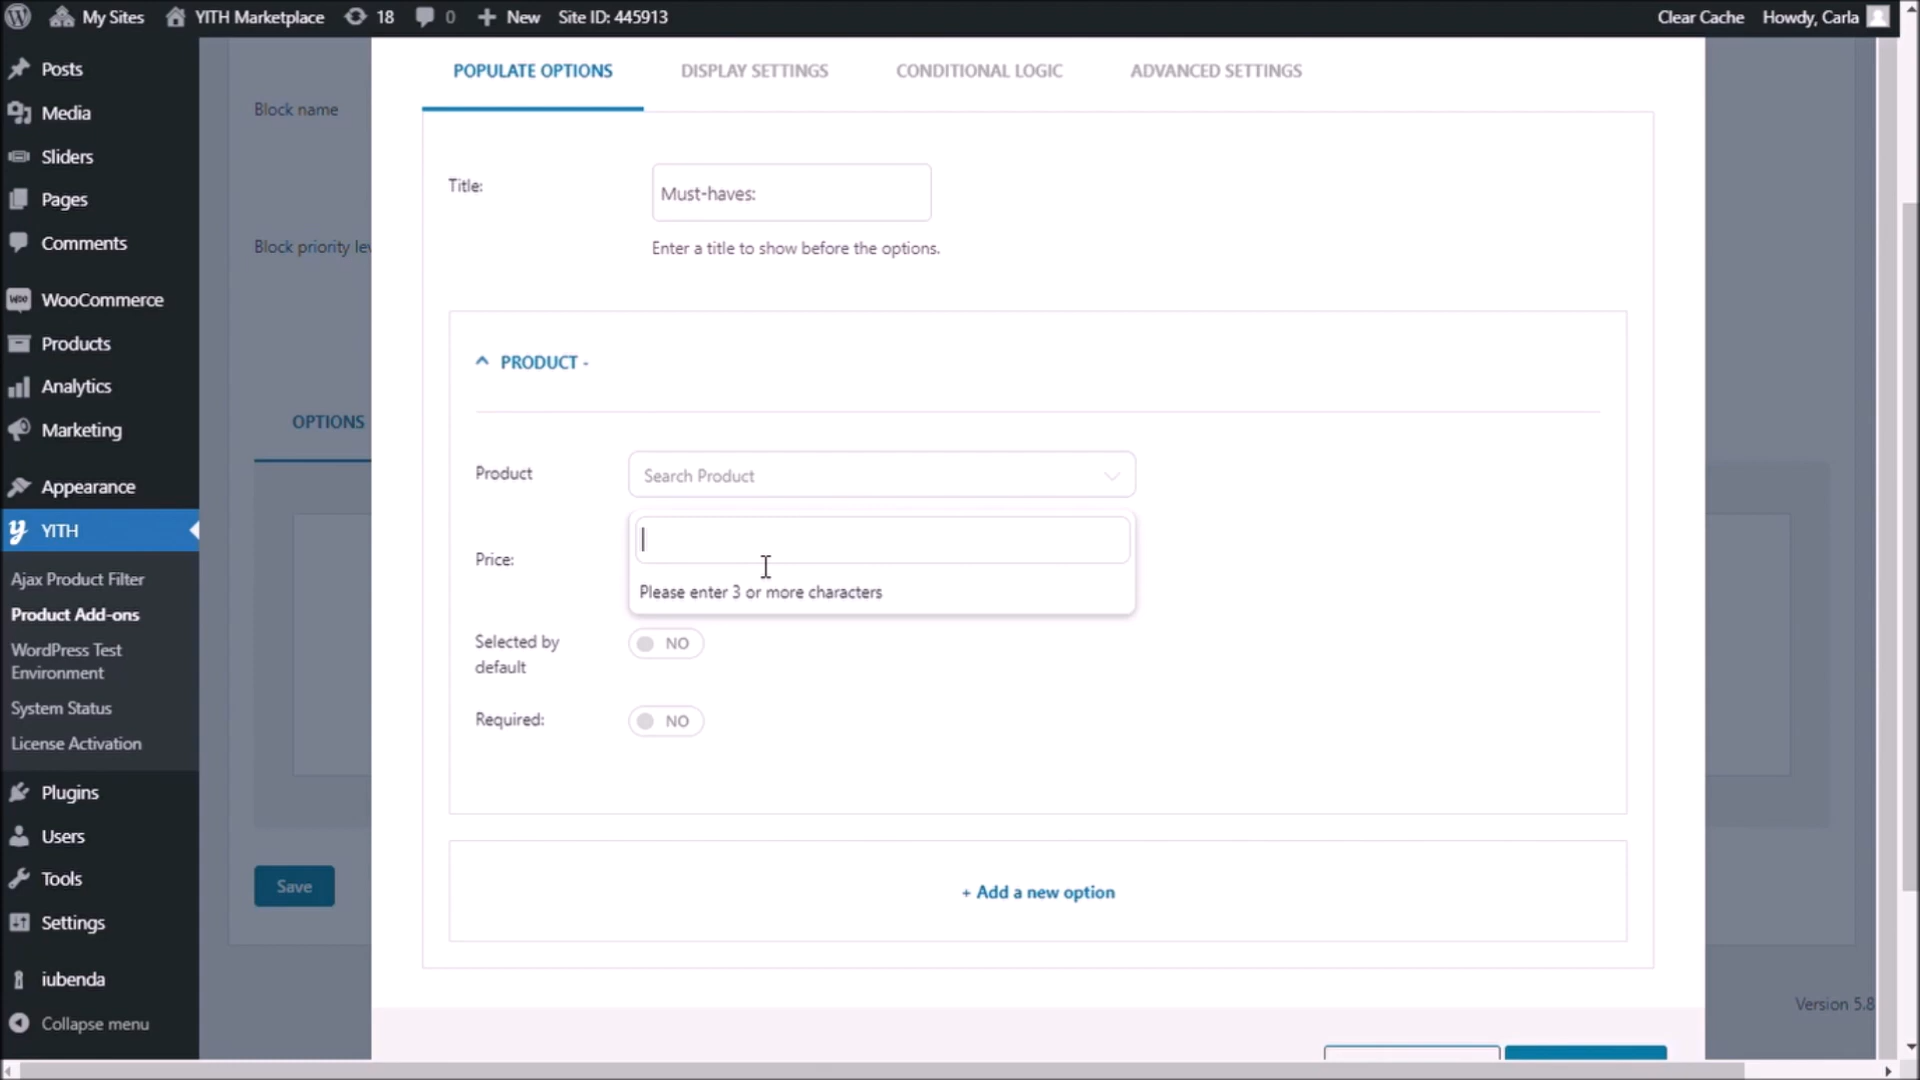 My Sites YITH Marketplace 18 0 New Site ID: 445913 Clear Cache Howdy, Carla
Posts
Media
Sliders
Pages
Comments
WooCommerce
Products
Analytics
Marketing
Appearance
YITH
Ajax Product Filter
Product Add-ons
WordPress Test
Environment
System Status
License Activation
Plugins
Users
Tools
Settings
iubenda
Collapse menu
Block name
Block priority lev
OPTIONS
Save
POPULATE OPTIONS DISPLAY SETTINGS CONDITIONAL LOGIC ADVANCED SETTINGS
Title:
Must-haves:
Enter a title to show before the options.
PRODUCT -
Product
Search Product
Price:
Please enter 3 or more characters
Selected by
default
NO
Required:
NO
+ Add a new option
Version 5.8